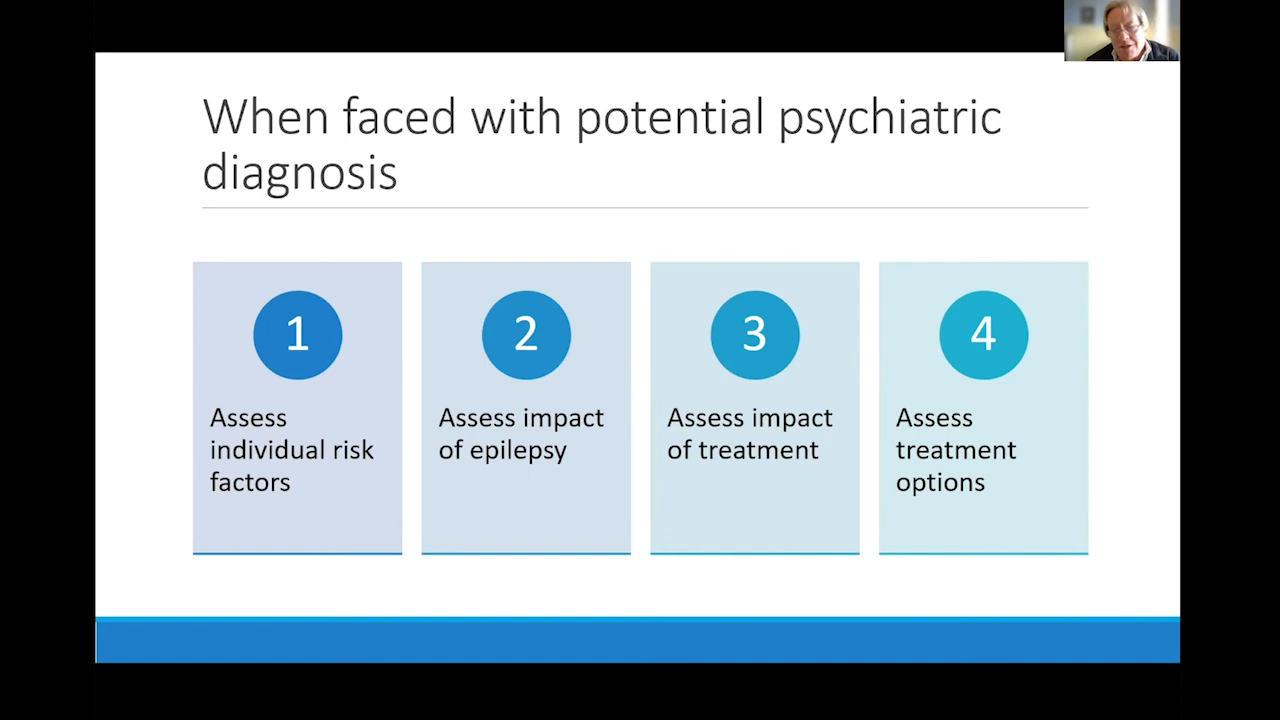 When faced with potential psychiatric
diagnosis
1
Assess
individual risk
factors
2
Assess impact
of epilepsy
3
Assess impact
of treatment
4
Assess
treatment
options